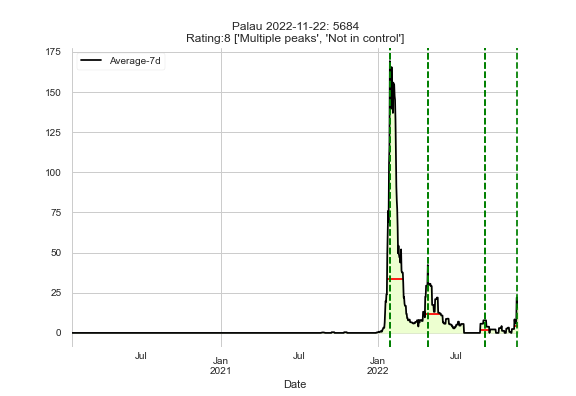 Palau 2022-11-22: 5684
Rating:8 ['Multiple peaks', 'Not in control']
175
Average-7d
150
125
100
75
50
25
0
Jul
Jan
2021
Jul
Jan
2022
Jul
Date